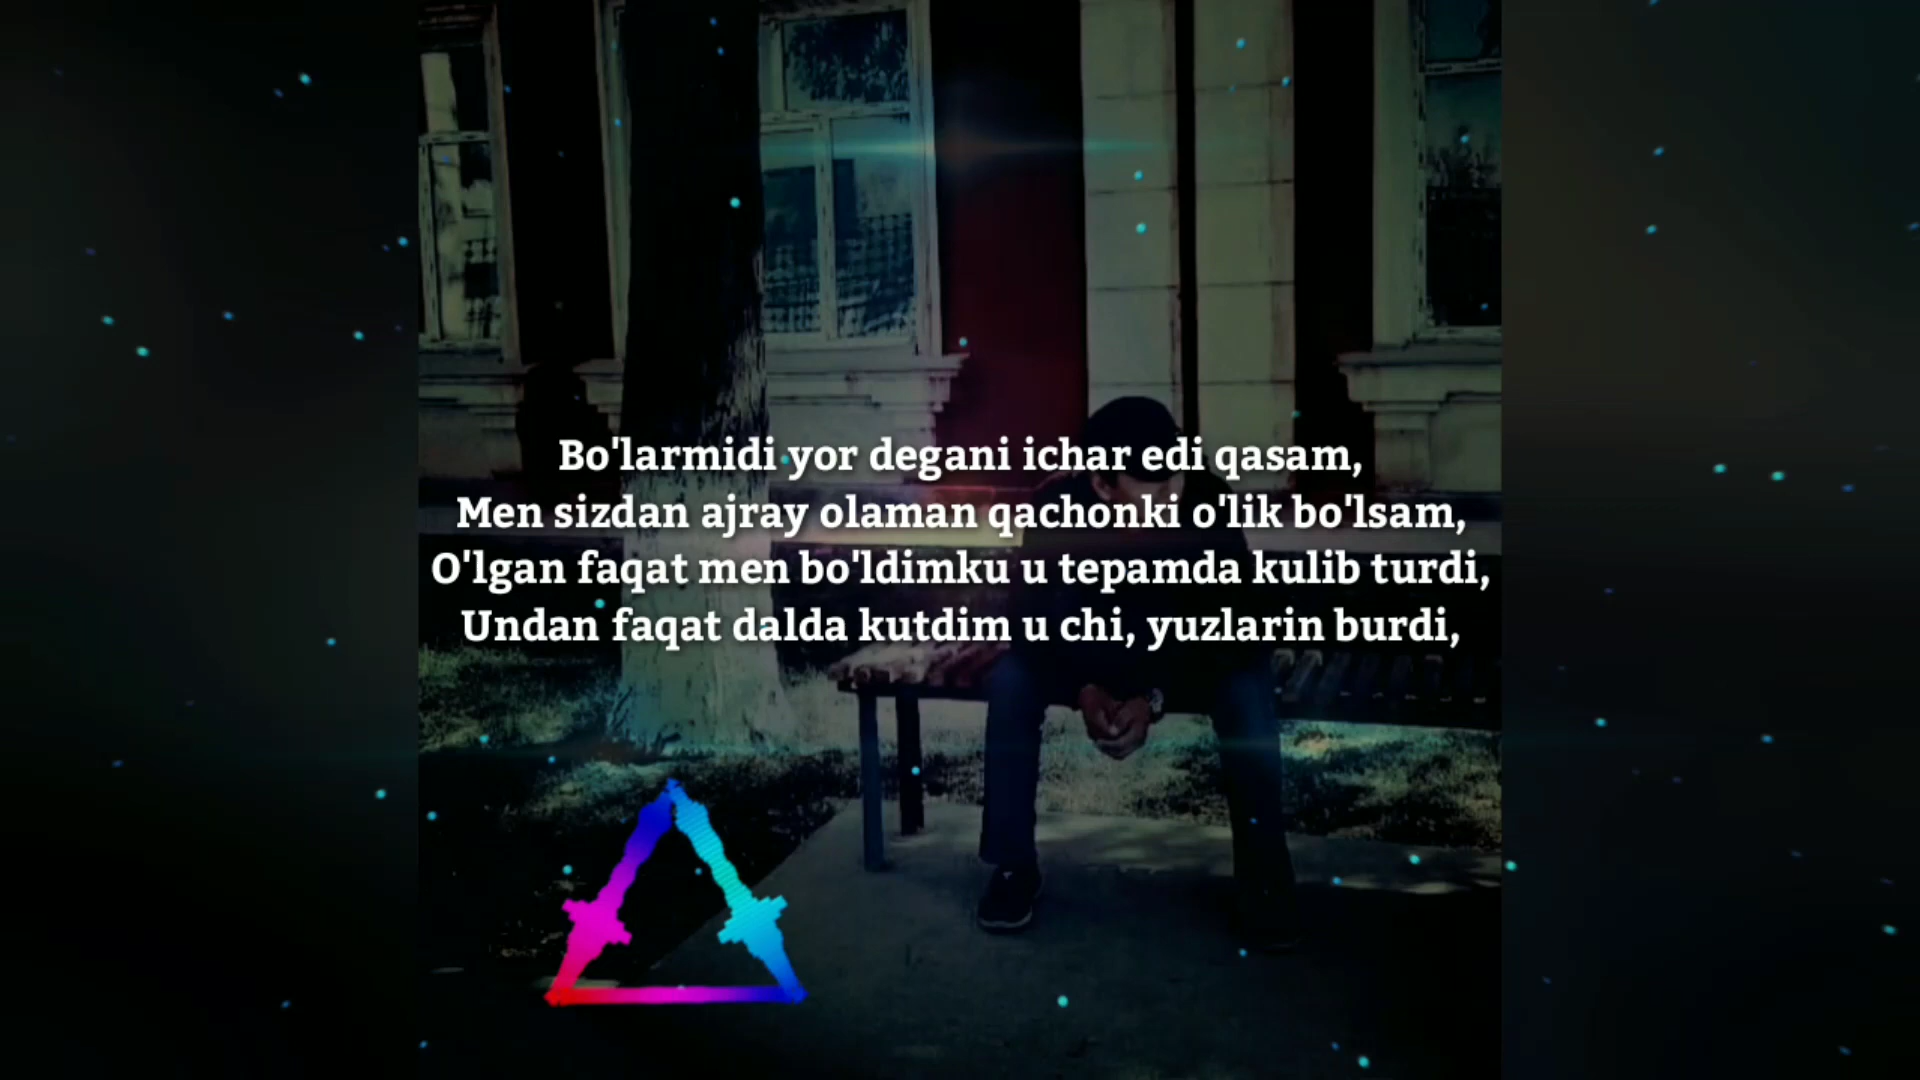 Bo'larmidi yor degani ichar edi qasam,
Men sizdan ajray olaman qachonki o'lik bo'lsam,
O'lgan faqat men bo'ldimku u tepamda kulib turdi,
Undan faqat dalda kutdim u chi, yuzlarin burdi,